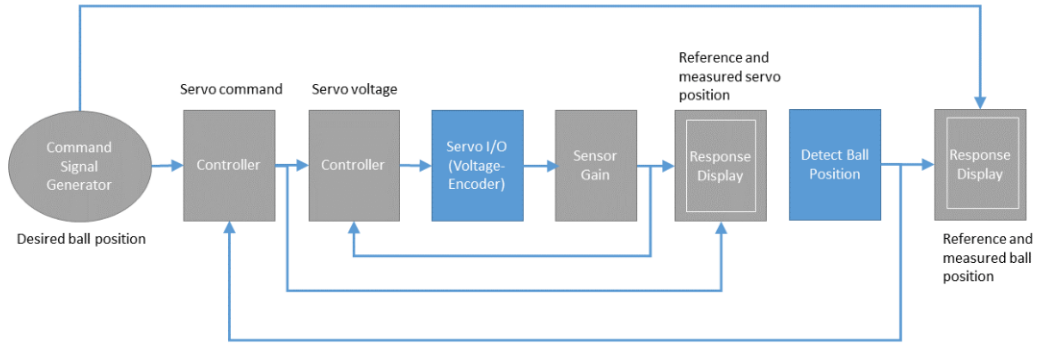 Reference and
measured servo
position
Servo command
Servo voltage
Command
Signal
Generator
Controller
Controller
Servo I/O
(Voltage-
Encoder)
Sensor
Gain
Response
Display
Detect Ball
Position
Response
Display
Desired ball position
Reference and
measured ball
position